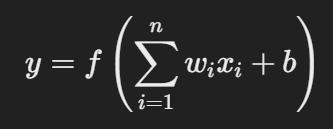 y = f ( ∑_{i=1}^{n} w_i x_i + b )